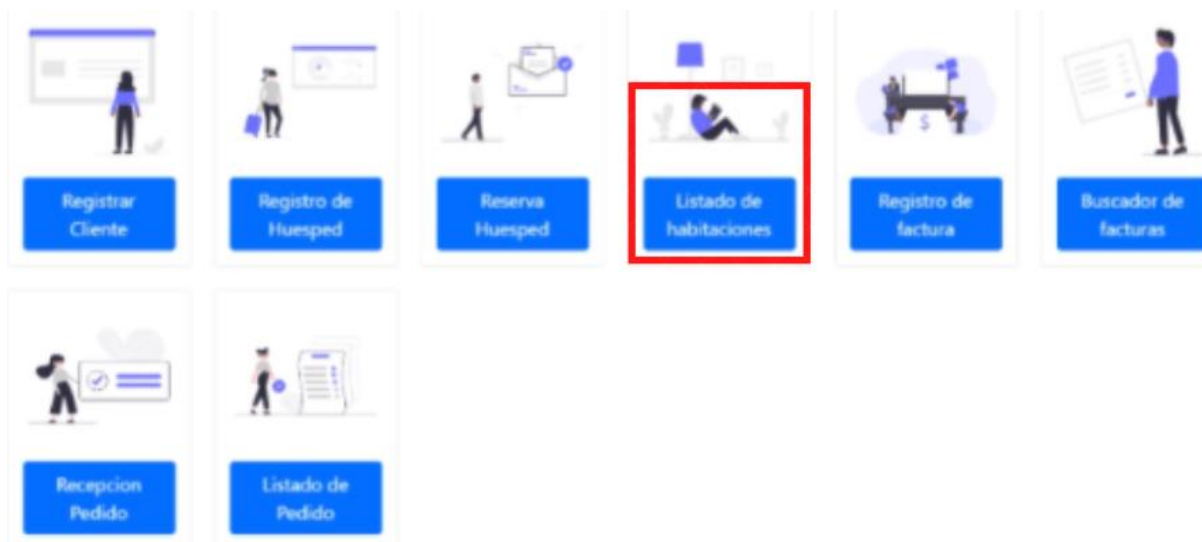 Registrar
Cliente
Registro de
Huesped
Reserva
Huesped
Listado de
habitaciones
Registro de
factura
Buscador de
facturas
Recepcion
Pedido
Listado de
Pedido